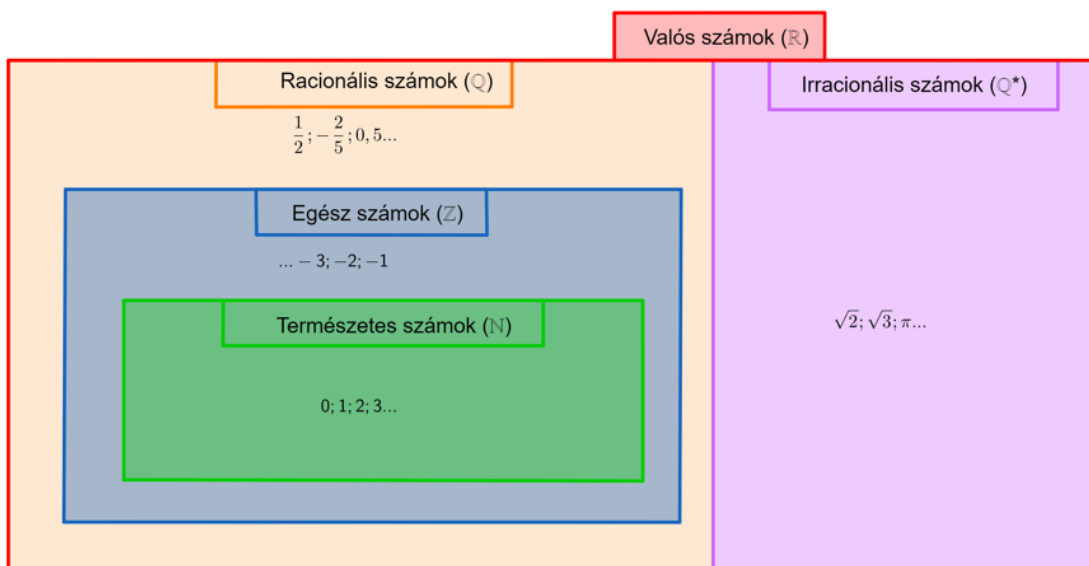 Valós számok (ℝ)
Racionális számok (ℚ)
Irracionális számok (ℚ*)
1/2; -2/5; 0, 5...
Egész számok (ℤ)
... − 3; −2; −1
Természetes számok (ℕ)
√2; √3; π...
0; 1; 2; 3...